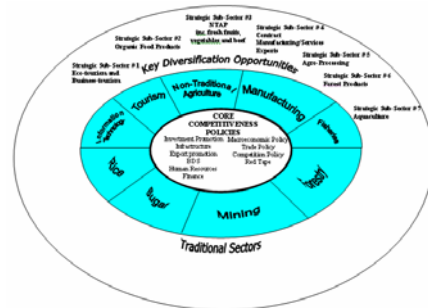 Strategic Sub-Sector #3
NTAP
inc. fresh fruits,
vegetables and beef
Strategic Sub-Sector #4
Contract
Manufacturing/Services
Exports
Strategic Sub-Sector #2
Organic Food Products
Strategic Sub-Sector #5
Agro-Processing
Strategic Sub-Sector #1
Eco-tourism and
Business tourism
Strategic Sub-Sector #6
Forest Products
Key Diversification Opportunities
Strategic Sub-Sector #7
Aquaculture
Information
Technology
Tourism
Non-Traditional
Agriculture
Manufacturing
Fisheries
CORE
COMPETITIVENESS
POLICIES
Investment Promotion
Infrastructure
Export promotion
BDS
Human Resources
Finance
Macroeconomic Policy
Trade Policy
Competition Policy
Red Tape
Rice
Sugar
Mining
Forestry
Traditional Sectors